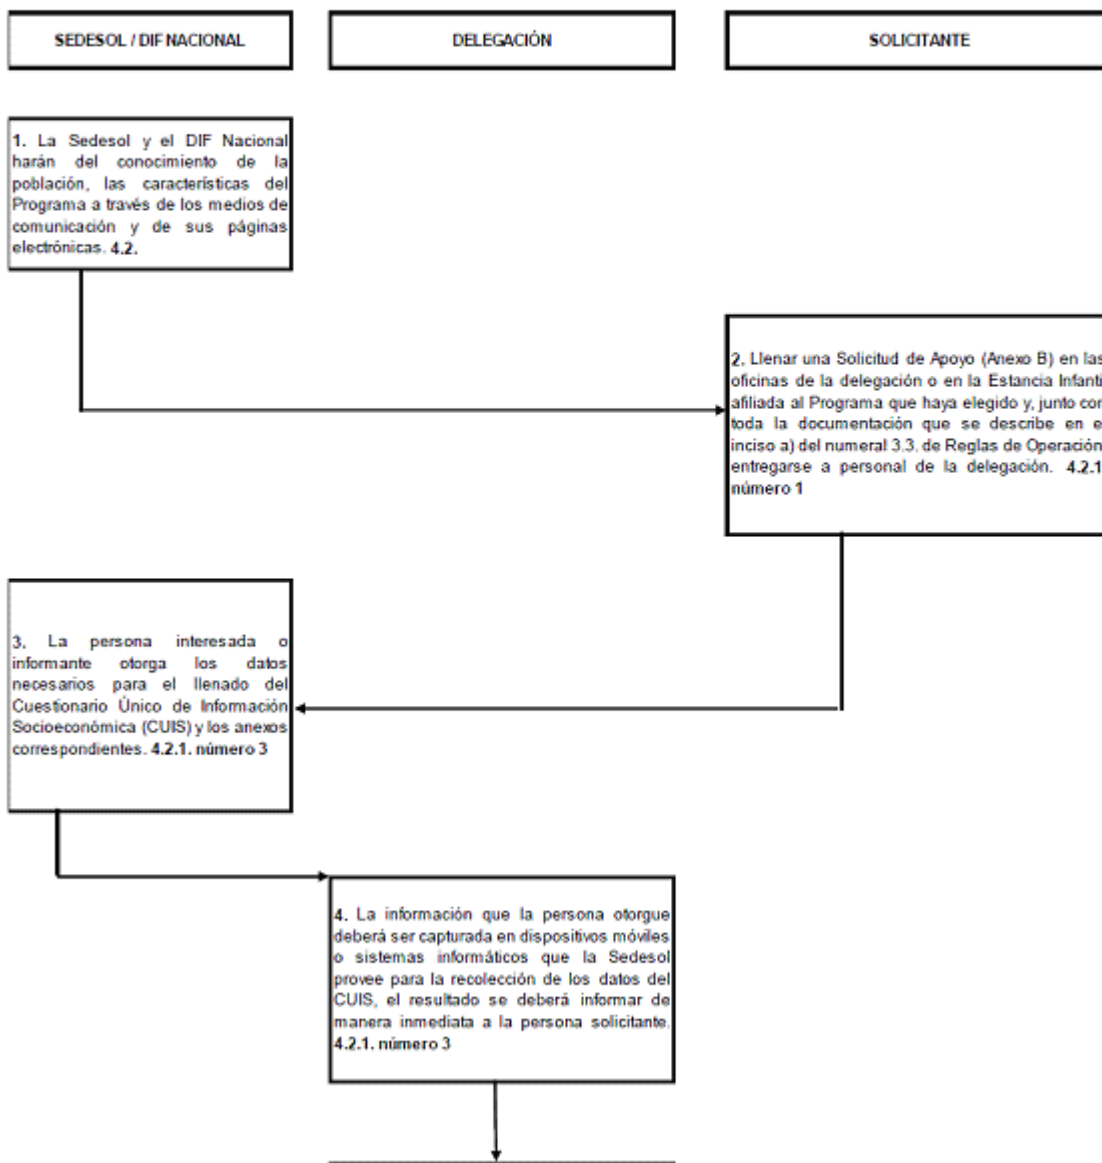 SEDESOL / DIF NACIONAL
DELEGACIÓN
SOLICITANTE
1. La Sedesol y el DIF Nacional
harán del conocimiento de la
población, las características del
Programa a través de los medios de
comunicación y de sus páginas
electrónicas. 4.2.
2. Llenar una Solicitud de Apoyo (Anexo B) en las
oficinas de la delegación o en la Estancia Infanti
afiliada al Programa que haya elegido y, junto con
toda la documentación que se describe en e
inciso a) del numeral 3.3. de Reglas de Operación
entregarse a personal de la delegación. 4.2.1
número 1
3. La persona interesada o
informante otorga los datos
necesarios para el llenado del
Cuestionario Único de Información
Socioeconómica (CUIS) y los anexos
correspondientes. 4.2.1. número 3
4. La información que la persona otorgue
deberá ser capturada en dispositivos móviles
o sistemas informáticos que la Sedesol
provee para la recolección de los datos del
CUIS, el resultado se deberá informar de
manera inmediata a la persona solicitante.
4.2.1. número 3